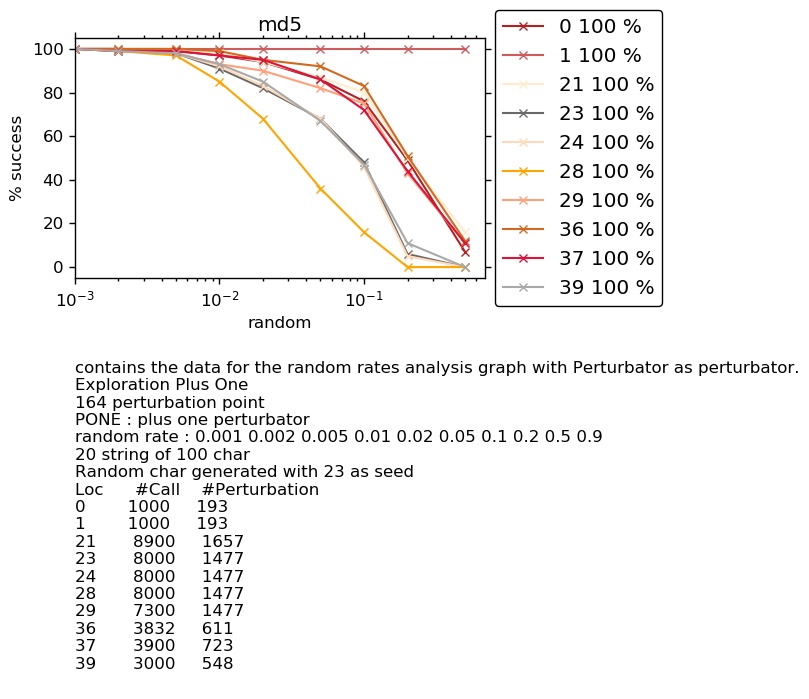 md5
% success
100
80
60
40
20
0
10⁻³ 10⁻² 10⁻¹
random
0 100 %
1 100 %
21 100 %
23 100 %
24 100 %
28 100 %
29 100 %
36 100 %
37 100 %
39 100 %
contains the data for the random rates analysis graph with Perturbator as perturbator.
Exploration Plus One
164 perturbation point
PONE : plus one perturbator
random rate : 0.001 0.002 0.005 0.01 0.02 0.05 0.1 0.2 0.5 0.9
20 string of 100 char
Random char generated with 23 as seed
Loc #Call #Perturbation
0 1000 193
1 1000 193
21 8900 1657
23 8000 1477
24 8000 1477
28 8000 1477
29 7300 1477
36 3832 611
37 3900 723
39 3000 548